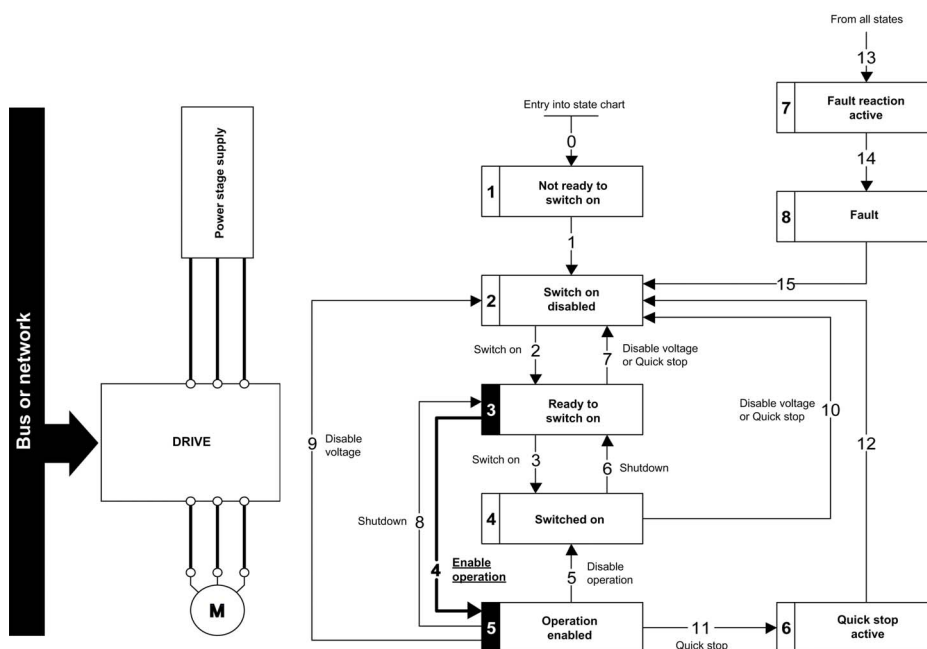 From all states
13
7
Fault reaction
active
14
8
Fault
15
Entry into state chart
0
1
Not ready to
switch on
1
2
Switch on
disabled
Switch on
2
7
Disable voltage
or Quick stop
3
Ready to
switch on
Switch on
3
6
Shutdown
4
Switched on
Disable voltage
or Quick stop
10
12
9
Disable
voltage
Shutdown
8
4
Enable
operation
5
Disable
operation
5
Operation
enabled
11
Quick stop
6
Quick stop
active
Bus or network
Power stage supply
DRIVE
M